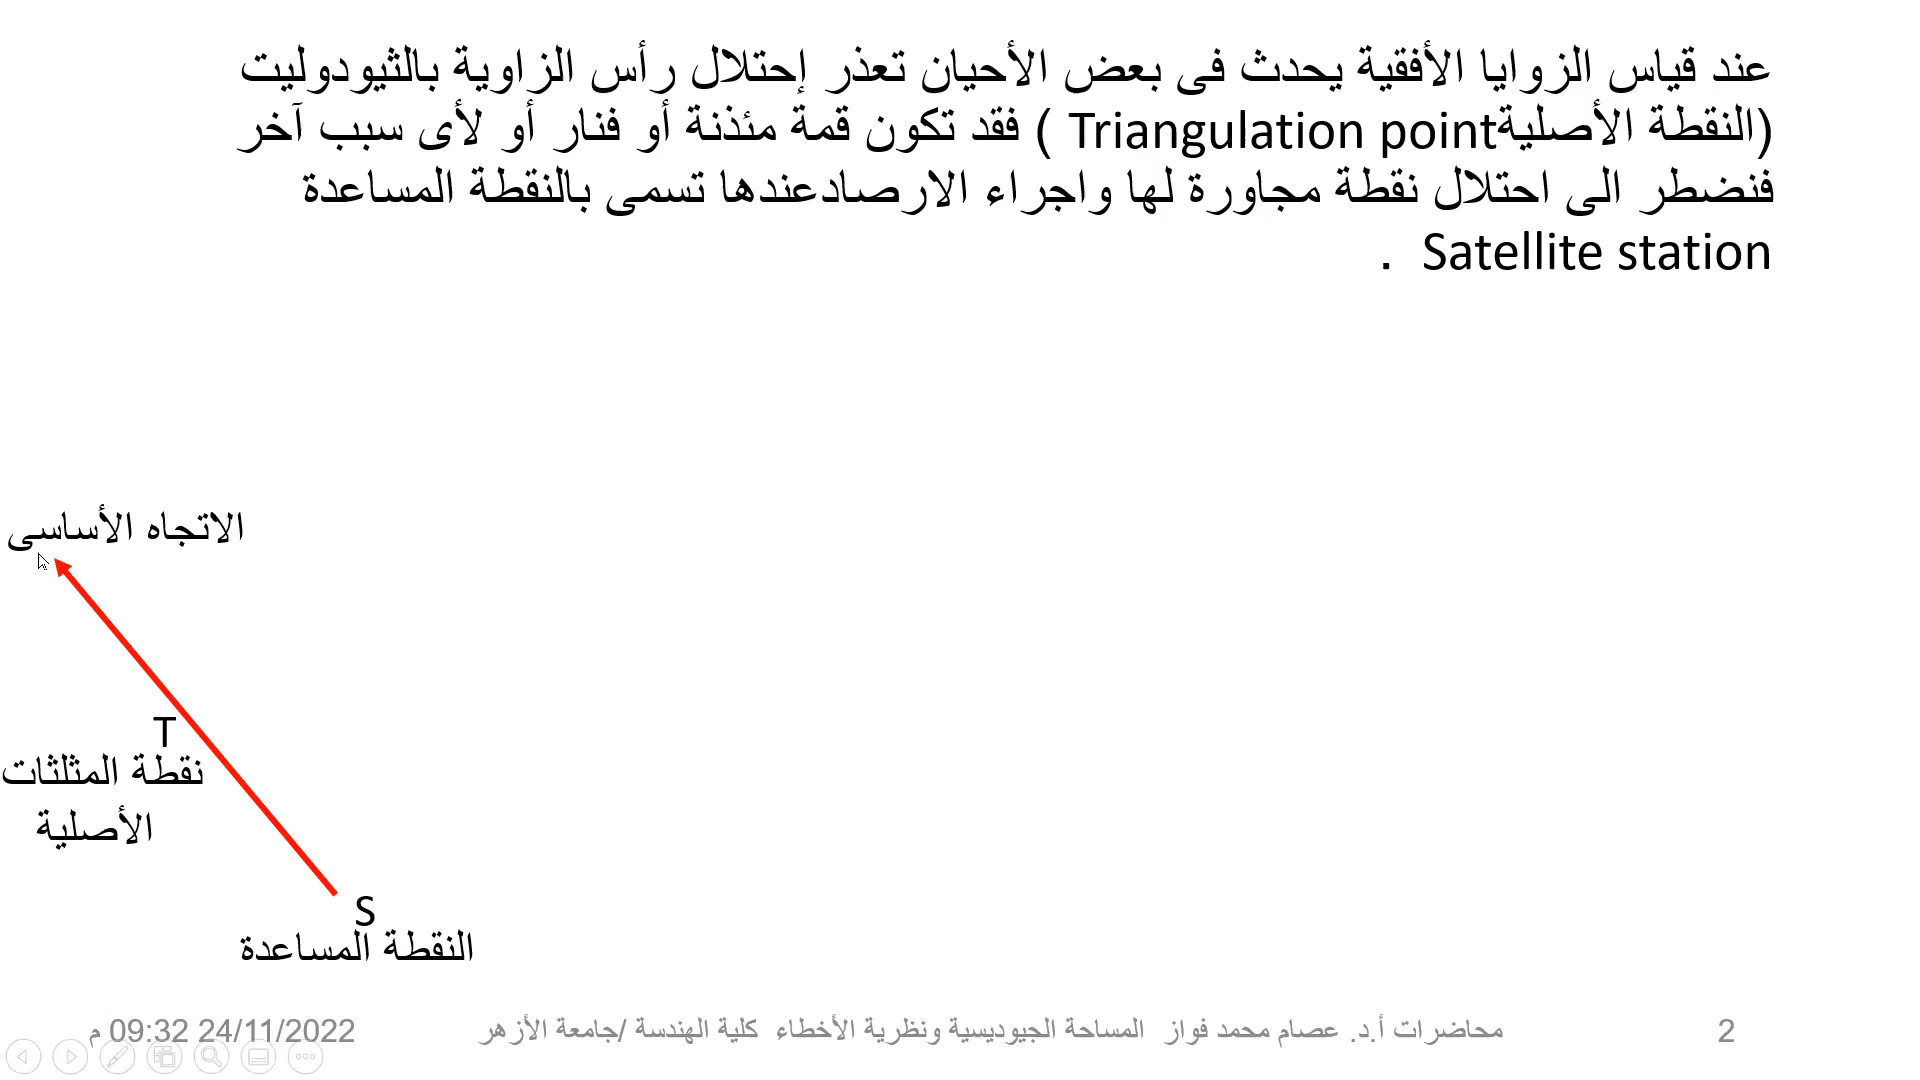 عند قياس الزوايا الأفقية يحدث فى بعض الأحيان تعذر إحتلال رأس الزاوية بالثيودوليت
(النقطة الأصليةTriangulation point ) فقد تكون قمة مئذنة أو فنار أو لأى سبب آخر
فنضطر الى احتلال نقطة مجاورة لها واجراء الارصادعندها تسمى بالنقطة المساعدة
Satellite station .
الاتجاه الأساسى
T
نقطة المثلثات
الأصلية
S
النقطة المساعدة
24/11/2022 09:32 م
محاضرات أ.د. عصام محمد فواز المساحة الجيوديسية ونظرية الأخطاء كلية الهندسة /جامعة الأزهر
2